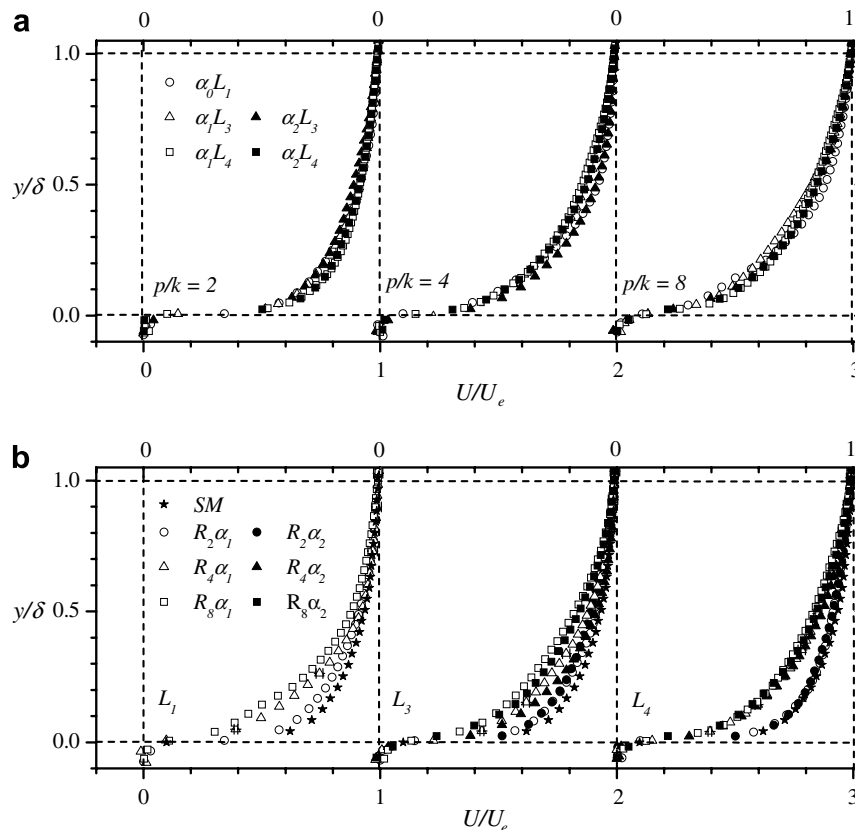 a
0 0 0 1
1.0
α₀L₁
α₁L₃ α₂L₃
α₁L₄ α₂L₄
y/δ
0.5
p/k = 2 p/k = 4 p/k = 8
0.0
0 1 2 3
U/Uₑ
b
0 0 0 1
1.0
SM
R₂α₁ R₂α₂
R₄α₁ R₄α₂
R₈α₁ R₈α₂
y/δ
0.5
L₁ L₃ L₄
0.0
0 1 2 3
U/Uₑ